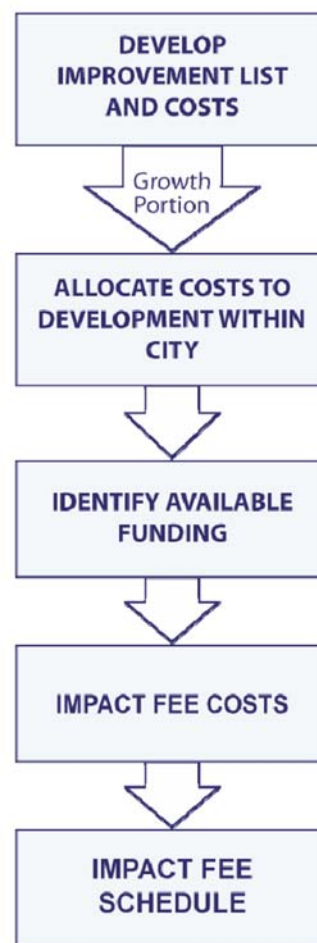 DEVELOP
IMPROVEMENT LIST
AND COSTS
Growth
Portion
ALLOCATE COSTS TO
DEVELOPMENT WITHIN
CITY
IDENTIFY AVAILABLE
FUNDING
IMPACT FEE COSTS
IMPACT FEE
SCHEDULE